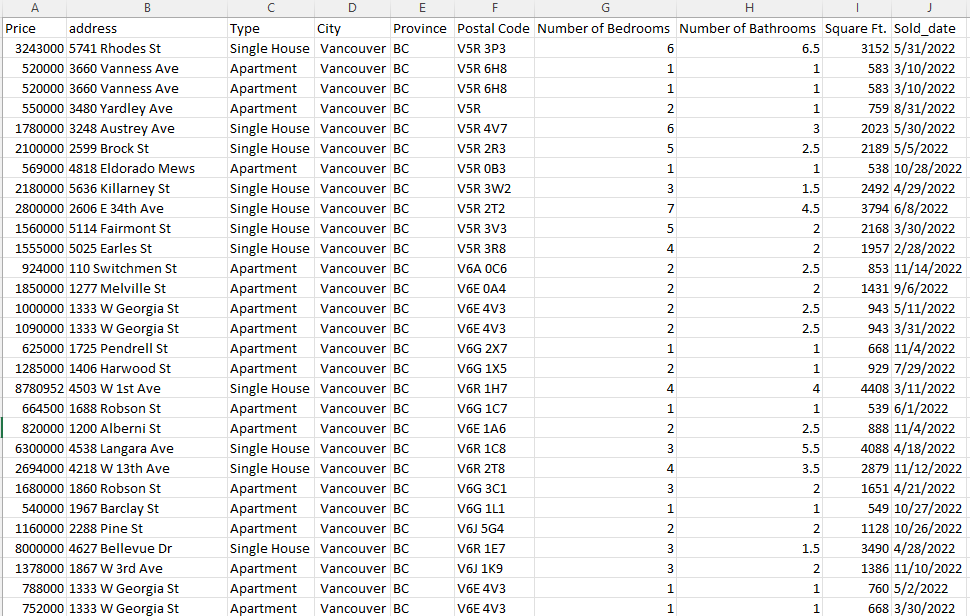 A B C D E F G H I J
Price address Type City Province Postal Code Number of Bedrooms Number of Bathrooms Square Ft. Sold_date
3243000 5741 Rhodes St Single House Vancouver BC V5R 3P3 6 6.5 3152 5/31/2022
520000 3660 Vanness Ave Apartment Vancouver BC V5R 6H8 1 1 583 3/10/2022
520000 3660 Vanness Ave Apartment Vancouver BC V5R 6H8 1 1 583 3/10/2022
550000 3480 Yardley Ave Apartment Vancouver BC V5R 2 1 759 8/31/2022
1780000 3248 Austrey Ave Single House Vancouver BC V5R 4V7 6 3 2023 5/30/2022
2100000 2599 Brock St Single House Vancouver BC V5R 2R3 5 2.5 2189 5/5/2022
569000 4818 Eldorado Mews Apartment Vancouver BC V5R 0B3 1 1 538 10/28/2022
2180000 5636 Killarney St Single House Vancouver BC V5R 3W2 3 1.5 2492 4/29/2022
2800000 2606 E 34th Ave Single House Vancouver BC V5R 2T2 7 4.5 3794 6/8/2022
1560000 5114 Fairmont St Single House Vancouver BC V5R 3V3 5 2 2168 3/30/2022
1555000 5025 Earles St Single House Vancouver BC V5R 3R8 4 2 1957 2/28/2022
924000 110 Switchmen St Apartment Vancouver BC V6A 0C6 2 2.5 853 11/14/2022
1850000 1277 Melville St Apartment Vancouver BC V6E 0A4 2 2 1431 9/6/2022
1000000 1333 W Georgia St Apartment Vancouver BC V6E 4V3 2 2.5 943 5/11/2022
1090000 1333 W Georgia St Apartment Vancouver BC V6E 4V3 2 2.5 943 3/31/2022
625000 1725 Pendrell St Apartment Vancouver BC V6G 2X7 1 1 668 11/4/2022
1285000 1406 Harwood St Apartment Vancouver BC V6G 1X5 2 1 929 7/29/2022
8780952 4503 W 1st Ave Single House Vancouver BC V6R 1H7 4 4 4408 3/11/2022
664500 1688 Robson St Apartment Vancouver BC V6G 1C7 1 1 539 6/1/2022
820000 1200 Alberni St Apartment Vancouver BC V6E 1A6 2 2.5 888 11/4/2022
6300000 4538 Langara Ave Single House Vancouver BC V6R 1C8 3 5.5 4088 4/18/2022
2694000 4218 W 13th Ave Single House Vancouver BC V6R 2T8 4 3.5 2879 11/12/2022
1680000 1860 Robson St Apartment Vancouver BC V6G 3C1 3 2 1651 4/21/2022
540000 1967 Barclay St Apartment Vancouver BC V6G 1L1 1 1 549 10/27/2022
1160000 2288 Pine St Apartment Vancouver BC V6J 5G4 2 2 1128 10/26/2022
8000000 4627 Bellevue Dr Single House Vancouver BC V6R 1E7 3 1.5 3490 4/28/2022
1378000 1867 W 3rd Ave Apartment Vancouver BC V6J 1K9 3 2 1386 11/10/2022
788000 1333 W Georgia St Apartment Vancouver BC V6E 4V3 1 1 760 5/2/2022
752000 1333 W Georgia St Apartment Vancouver BC V6E 4V3 1 1 668 3/30/2022